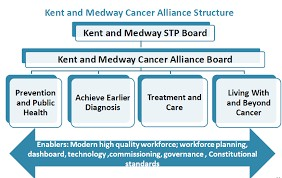 Kent and Medway Cancer Alliance Structure
Kent and Medway STP Board
Kent and Medway Cancer Alliance Board
Prevention
and Public
Health
Achieve Earlier
Diagnosis
Treatment and
Care
Living With
and Beyond
Cancer
Enablers: Modern high quality workforce; workforce planning,
dashboard, technology ,commissioning, governance , Constitutional
standards